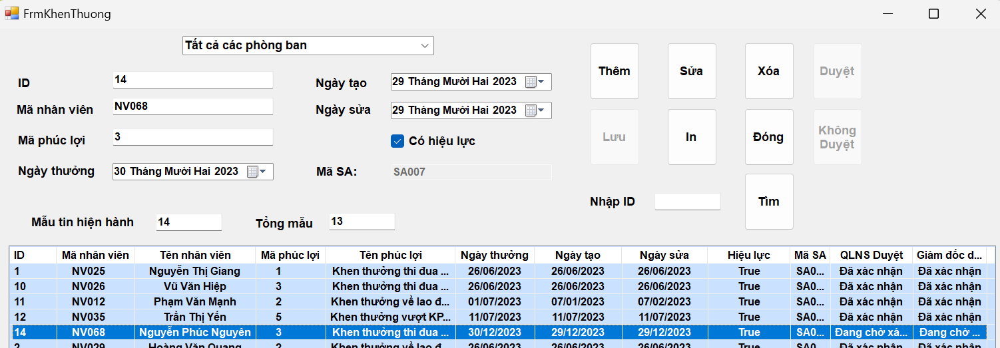 FrmKhenThuong
Tất cả các phòng ban
ID 14 Ngày tạo 29 Tháng Mười Hai 2023 Thêm Sửa Xóa Duyệt
Mã nhân viên NV068 Ngày sửa 29 Tháng Mười Hai 2023
Mã phúc lợi 3 Có hiệu lực Lưu In Đóng Không Duyệt
Ngày thưởng 30 Tháng Mười Hai 2023 Mã SA: SA007
Nhập ID Tìm
Mẫu tin hiện hành 14 Tổng mẫu 13
ID Mã nhân viên Tên nhân viên Mã phúc lợi Tên phúc lợi Ngày thưởng Ngày tạo Ngày sửa Hiệu lực Mã SA QLNS Duyệt Giám đốc d...
1 NV025 Nguyễn Thị Giang 1 Khen thưởng thi đua ... 26/06/2023 26/06/2023 26/06/2023 True SA0... Đã xác nhận Đã xác nhận
10 NV026 Vũ Văn Hiệp 3 Khen thưởng thi đua ... 26/06/2023 26/06/2023 26/06/2023 True SA0... Đã xác nhận Đã xác nhận
11 NV012 Phạm Văn Mạnh 2 Khen thưởng về lao đ... 01/07/2023 07/01/2023 07/02/2023 True SA0... Đã xác nhận Đã xác nhận
12 NV035 Trần Thị Yến 5 Khen thưởng vượt KP... 11/07/2023 11/07/2023 11/07/2023 True SA0... Đã xác nhận Đã xác nhận
14 NV068 Nguyễn Phúc Nguyên 3 Khen thưởng thi đua ... 30/12/2023 29/12/2023 29/12/2023 True SA0... Đang chờ xá... Đang chờ ...
2 NV029 Hoàng Văn Quang 2 Khen thưởng về lao đ... 26/06/2023 26/06/2023 26/06/2023 True SA0... Đã xác nhận Đã xác nhận